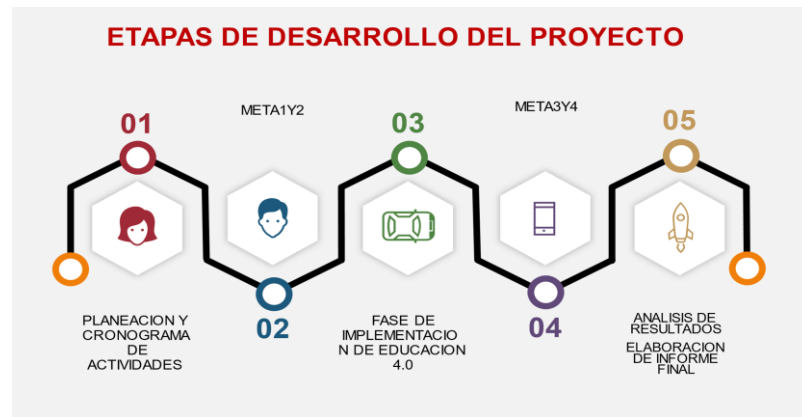 ETAPAS DE DESARROLLO DEL PROYECTO
01
META1Y2
03
META3Y4
05
PLANEACION Y
CRONOGRAMA
DE
ACTIVIDADES
02
FASE DE
IMPLEMENTACIO
N DE EDUCACION
4.0
04
ANALISIS DE
RESULTADOS
ELABORACION
DE INFORME
FINAL